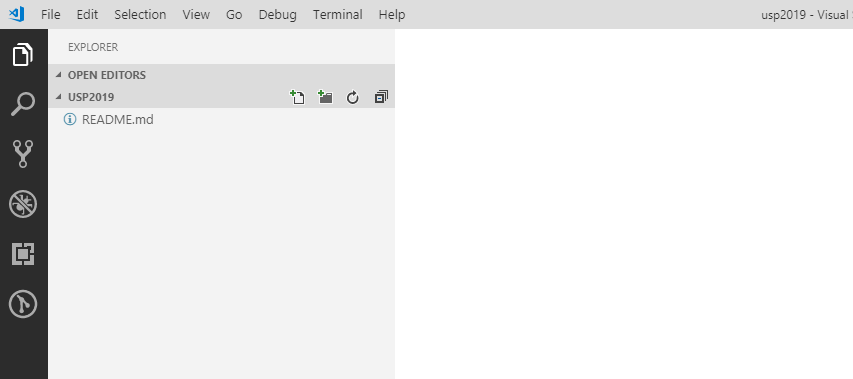 File Edit Selection View Go Debug Terminal Help usp2019 - Visual
EXPLORER
OPEN EDITORS
USP2019
README.md